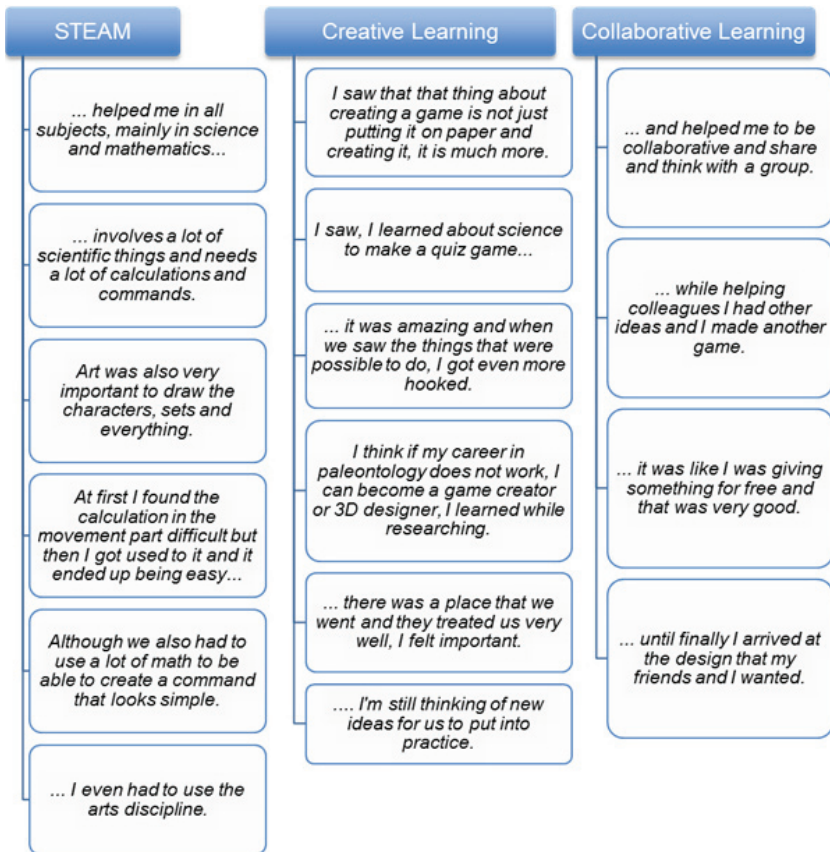 STEAM
... helped me in all
subjects, mainly in science
and mathematics...
... involves a lot of
scientific things and needs
a lot of calculations and
commands.
Art was also very
important to draw the
characters, sets and
everything.
At first I found the
calculation in the
movement part difficult but
then I got used to it and it
ended up being easy...
Although we also had to
use a lot of math to be
able to create a command
that looks simple.
... I even had to use the
arts discipline.
Creative Learning
I saw that that thing about
creating a game is not just
putting it on paper and
creating it, it is much more.
I saw, I learned about science
to make a quiz game...
... it was amazing and when
we saw the things that were
possible to do, I got even more
hooked.
I think if my career in
paleontology does not work, I
can become a game creator
or 3D designer, I learned while
researching.
... there was a place that we
went and they treated us very
well, I felt important.
.... I'm still thinking of new
ideas for us to put into
practice.
Collaborative Learning
... and helped me to be
collaborative and share
and think with a group.
... while helping
colleagues I had other
ideas and I made another
game.
... it was like I was giving
something for free and
that was very good.
... until finally I arrived at
the design that my
friends and I wanted.